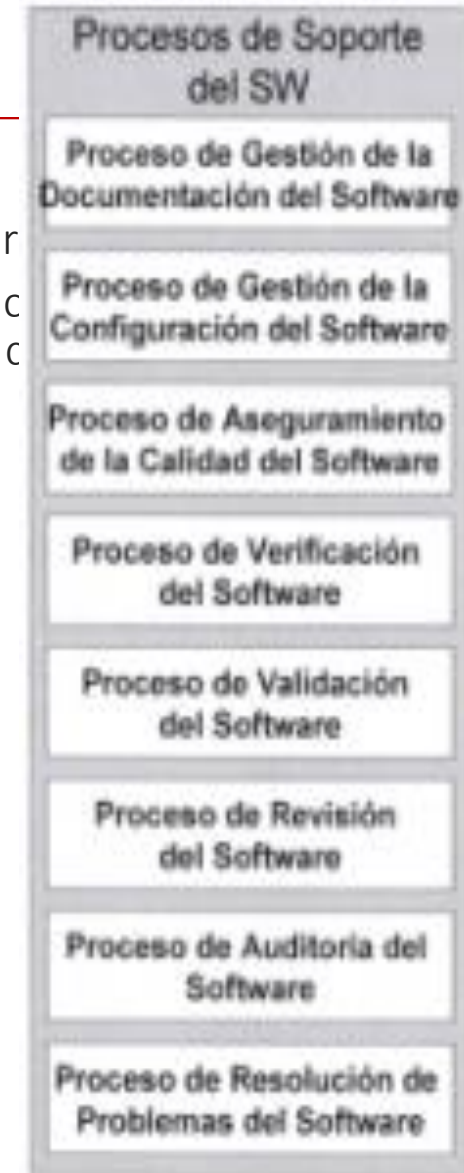 Procesos de Soporte
del SW
Proceso de Gestión de la
Documentación del Software
r
Proceso de Gestión de la
c
Configuración del Software
c
Proceso de Aseguramiento
de la Calidad del Software
Proceso de Verificación
del Software
Proceso de Validación
del Software
Proceso de Revisión
del Software
Proceso de Auditoria del
Software
Proceso de Resolución de
Problemas del Software